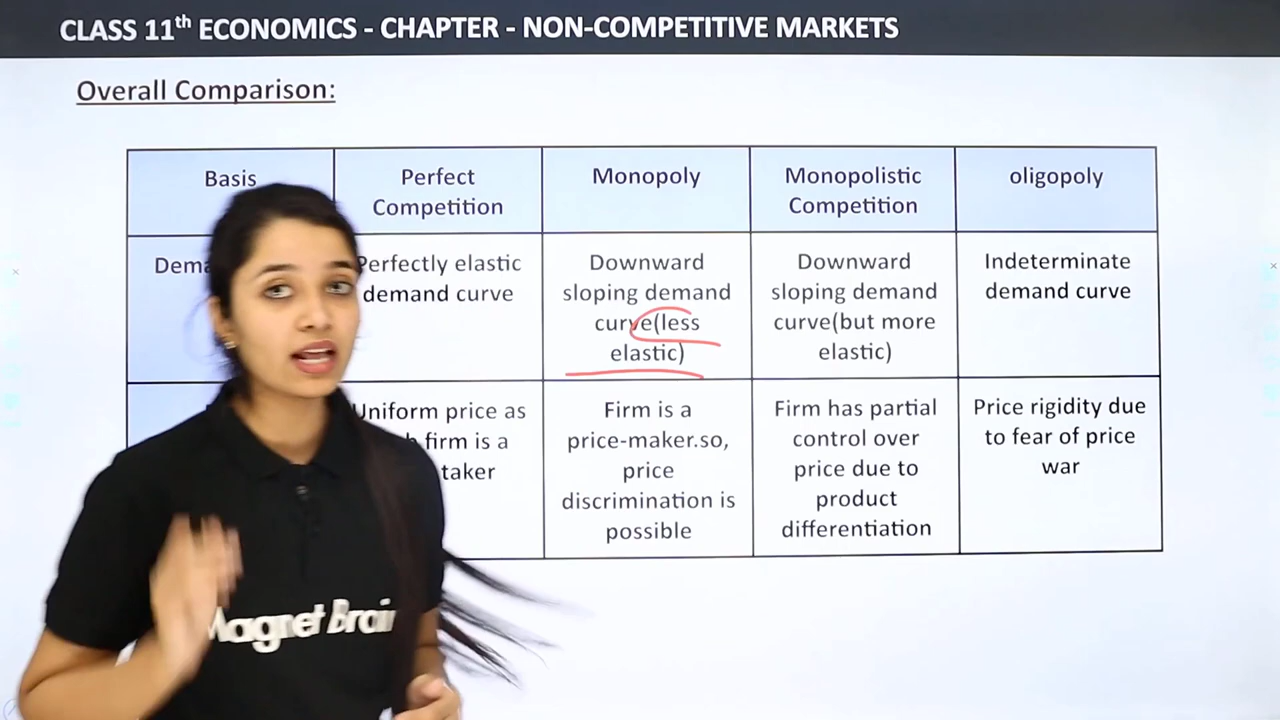 CLASS 11th ECONOMICS - CHAPTER - NON-COMPETITIVE MARKETS
Overall Comparison:
Basis
Perfect
Competition
Monopoly
Monopolistic
Competition
oligopoly
Perfectly elastic
demand curve
Downward
sloping demand
curve(less
elastic)
Downward
sloping demand
curve(but more
elastic)
Indeterminate
demand curve
Uniform price as
firm is a
taker
Firm is a
price-maker.so,
price
discrimination is
possible
Firm has partial
control over
price due to
product
differentiation
Price rigidity due
to fear of price
war
Magnet Brain